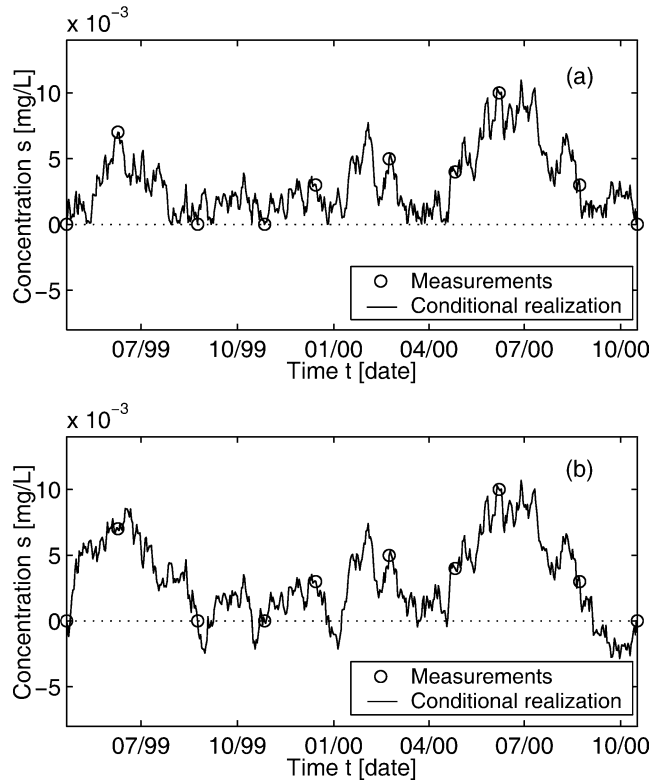 x 10⁻³
Concentration s [mg/L]
10
5
0
−5
(a)
Measurements
Conditional realization
07/99 10/99 01/00 04/00 07/00 10/00
Time t [date]
x 10⁻³
Concentration s [mg/L]
10
5
0
−5
(b)
Measurements
Conditional realization
07/99 10/99 01/00 04/00 07/00 10/00
Time t [date]